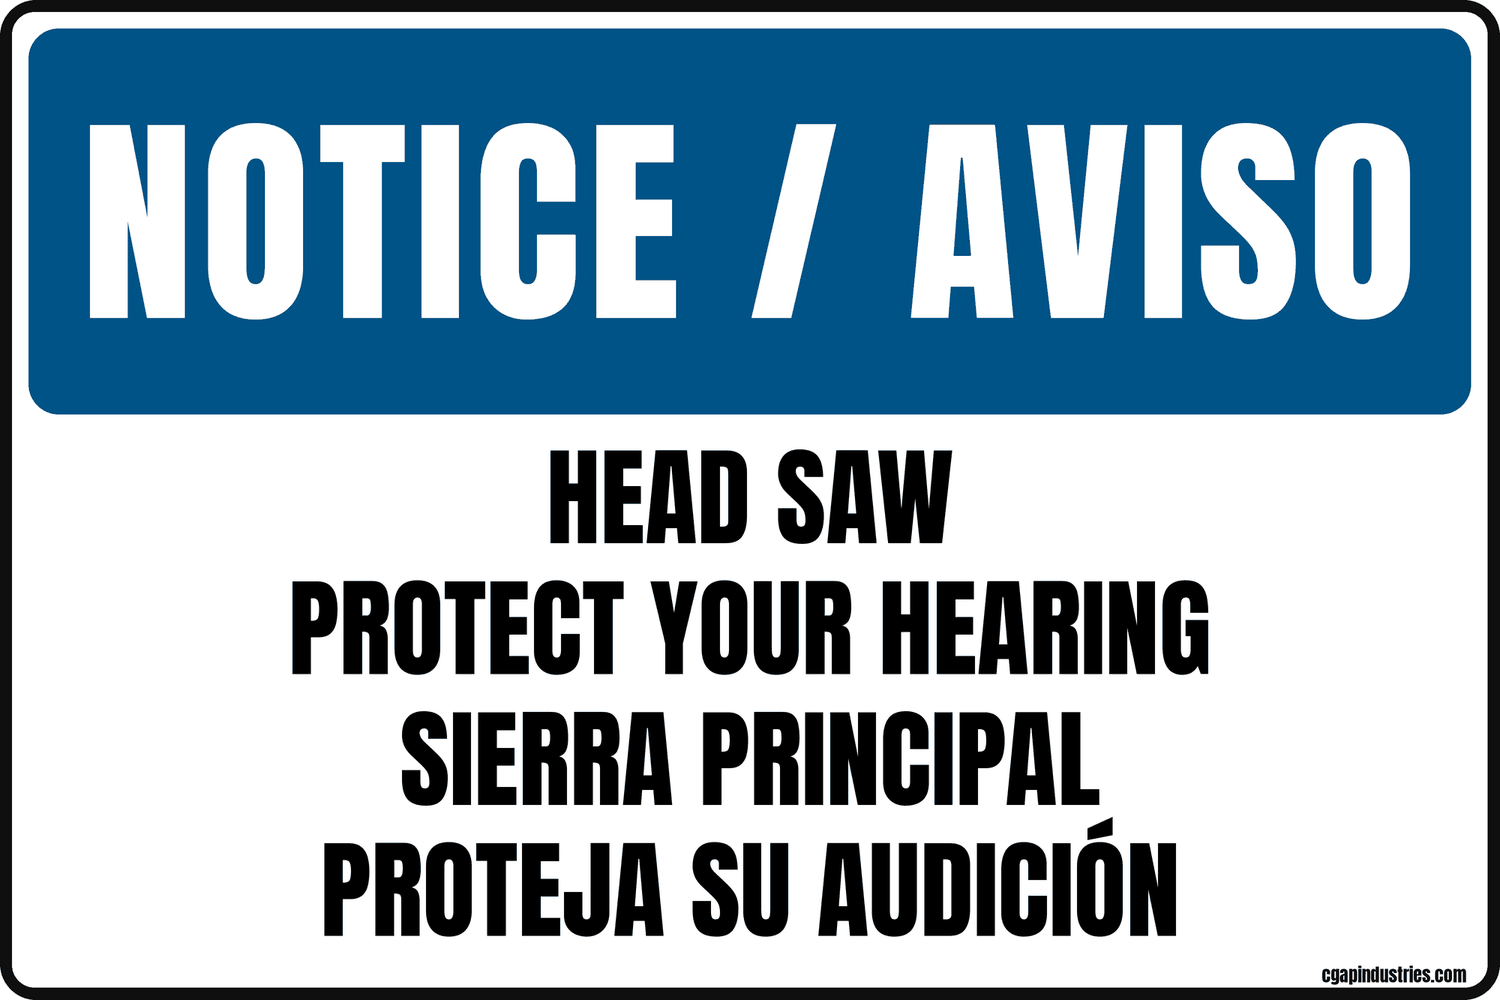 NOTICE / AVISO
HEAD SAW
PROTECT YOUR HEARING
SIERRA PRINCIPAL
PROTEJA SU AUDICIÓN
cgapindustries.com